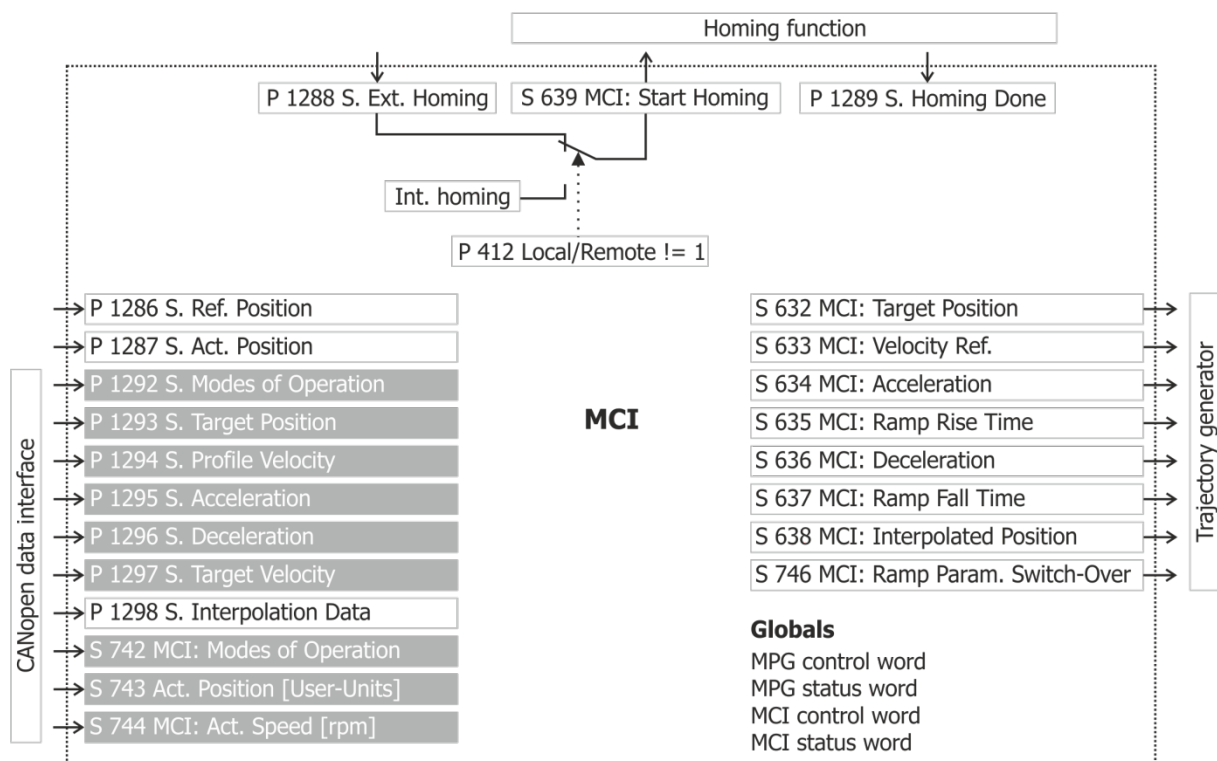 Homing function
P 1288 S. Ext. Homing
S 639 MCI: Start Homing
P 1289 S. Homing Done
Int. homing
P 412 Local/Remote != 1
CANopen data interface
P 1286 S. Ref. Position
P 1287 S. Act. Position
P 1292 S. Modes of Operation
P 1293 S. Target Position
P 1294 S. Profile Velocity
P 1295 S. Acceleration
P 1296 S. Deceleration
P 1297 S. Target Velocity
P 1298 S. Interpolation Data
S 742 MCI: Modes of Operation
S 743 Act. Position [User-Units]
S 744 MCI: Act. Speed [rpm]
MCI
S 632 MCI: Target Position
S 633 MCI: Velocity Ref.
S 634 MCI: Acceleration
S 635 MCI: Ramp Rise Time
S 636 MCI: Deceleration
S 637 MCI: Ramp Fall Time
S 638 MCI: Interpolated Position
S 746 MCI: Ramp Param. Switch-Over
Trajectory generator
Globals
MPG control word
MPG status word
MCI control word
MCI status word